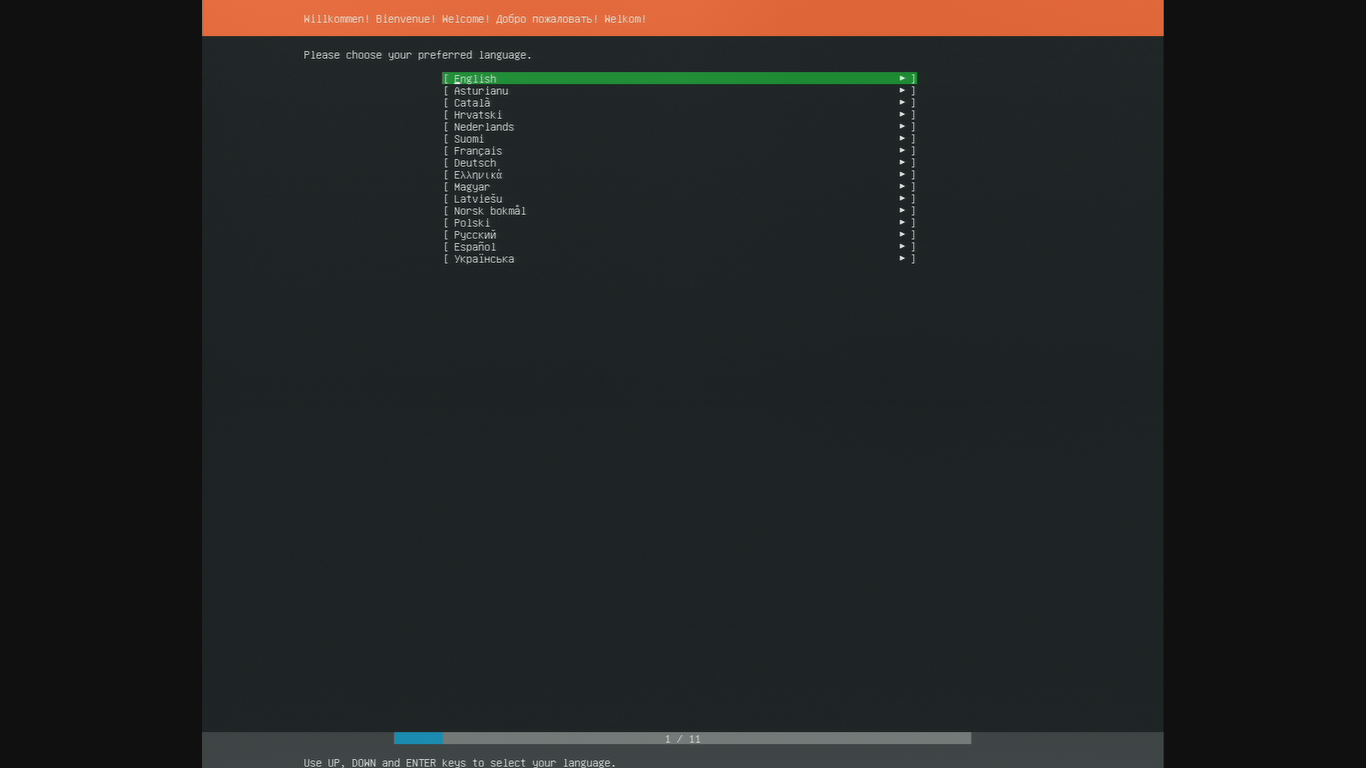 Willkommen! Bienvenue! Welcome! Добро пожаловать! Welkom!
Please choose your preferred language.
[ English ► ]
[ Asturianu ► ]
[ Català ► ]
[ Hrvatski ► ]
[ Nederlands ► ]
[ Suomi ► ]
[ Français ► ]
[ Deutsch ► ]
[ Ελληνικά ► ]
[ Magyar ► ]
[ Latviešu ► ]
[ Norsk bokmål ► ]
[ Polski ► ]
[ Русский ► ]
[ Español ► ]
[ Українська ► ]
1 / 11
Use UP, DOWN and ENTER keys to select your language.